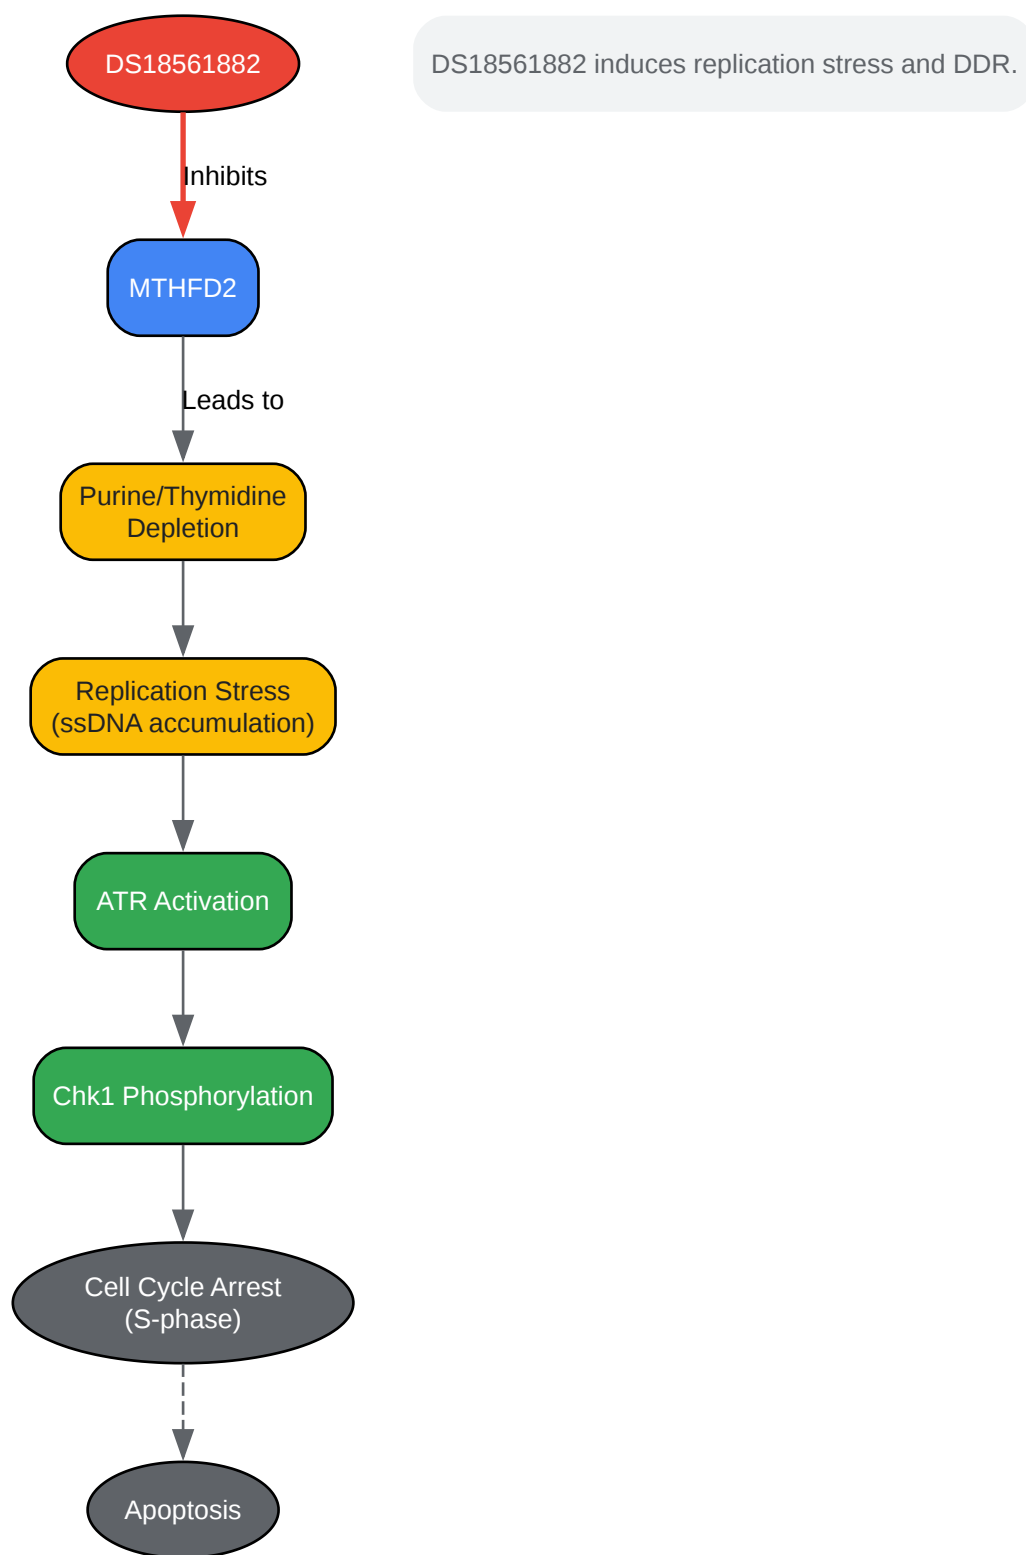 DS18561882
DS18561882 induces replication stress and DDR.
Inhibits
MTHFD2
Leads to
Purine/Thymidine
Depletion
Replication Stress
(ssDNA accumulation)
ATR Activation
Chk1 Phosphorylation
Cell Cycle Arrest
(S-phase)
Apoptosis